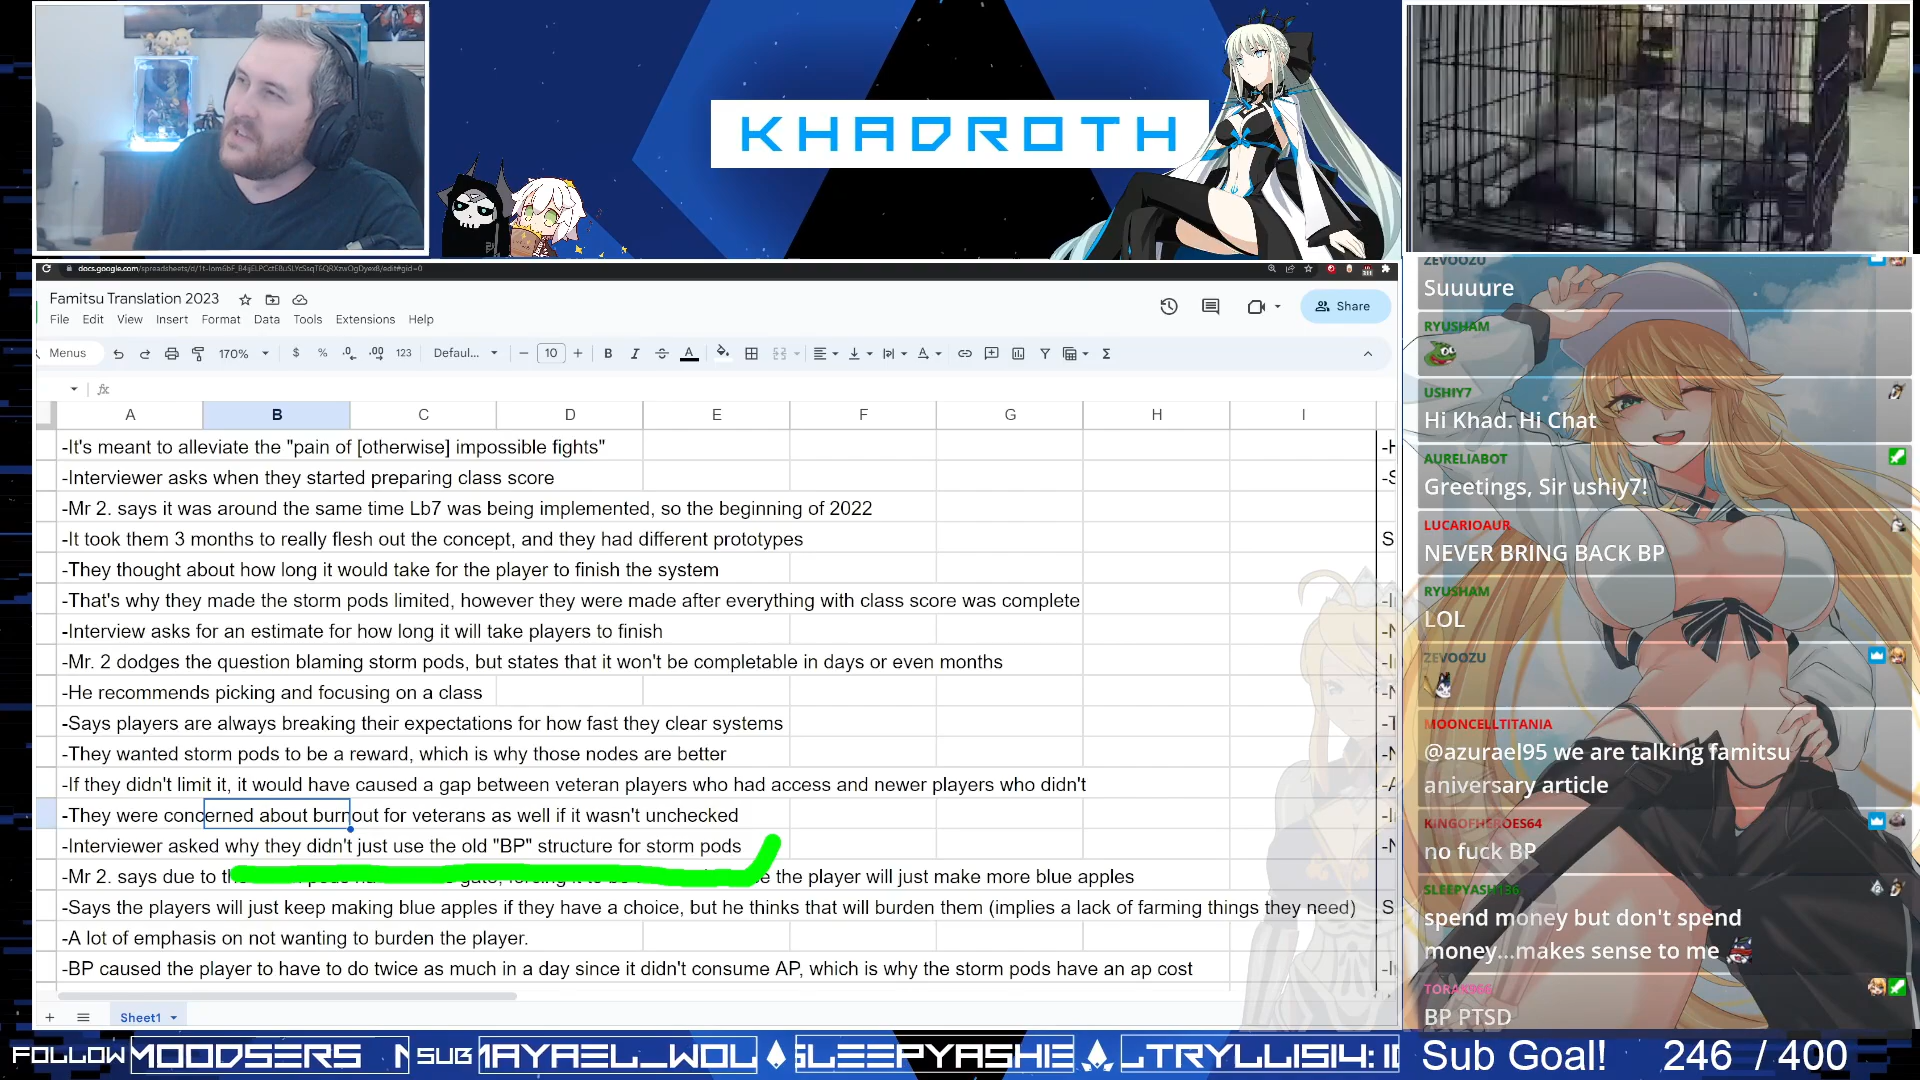 KHADROTH
docs.google.com/spreadsheets/d/
Famitsu Translation 2023
File Edit View Insert Format Data Tools Extensions Help
Share
Menus 170% $ % .0 .00 123 Defaul... 10 B I A
fx
A B C D E F G H I
-It's meant to alleviate the "pain of [otherwise] impossible fights"
-Interviewer asks when they started preparing class score
-Mr 2. says it was around the same time Lb7 was being implemented, so the beginning of 2022
-It took them 3 months to really flesh out the concept, and they had different prototypes
-They thought about how long it would take for the player to finish the system
-That's why they made the storm pods limited, however they were made after everything with class score was complete
-Interview asks for an estimate for how long it will take players to finish
-Mr. 2 dodges the question blaming storm pods, but states that it won't be completable in days or even months
-He recommends picking and focusing on a class
-Says players are always breaking their expectations for how fast they clear systems
-They wanted storm pods to be a reward, which is why those nodes are better
-If they didn't limit it, it would have caused a gap between veteran players who had access and newer players who didn't
-They were concerned about burnout for veterans as well if it wasn't unchecked
-Interviewer asked why they didn't just use the old "BP" structure for storm pods
-Mr 2. says due to the player will just make more blue apples
-Says the players will just keep making blue apples if they have a choice, but he thinks that will burden them (implies a lack of farming things they need)
-A lot of emphasis on not wanting to burden the player.
-BP caused the player to have to do twice as much in a day since it didn't consume AP, which is why the storm pods have an ap cost
Sheet1
ZEVOOZU
Suuuure
RYUSHAM
USHIY7
Hi Khad. Hi Chat
AURELIABOT
Greetings, Sir ushiy7!
LUCARIOAUR
NEVER BRING BACK BP
RYUSHAM
LOL
ZEVOOZU
MOONCELLTITANIA
@azurael95 we are talking famitsu
aniversary article
KINGOFHEROES64
no fuck BP
SLEEPYASH136
spend money but don't spend
money...makes sense to me
BP PTSD
FOLLOW MOODSERS SUB MAYAEL_WOL SLEEPYASHIE TRYLLISI4:
Sub Goal! 246 / 400